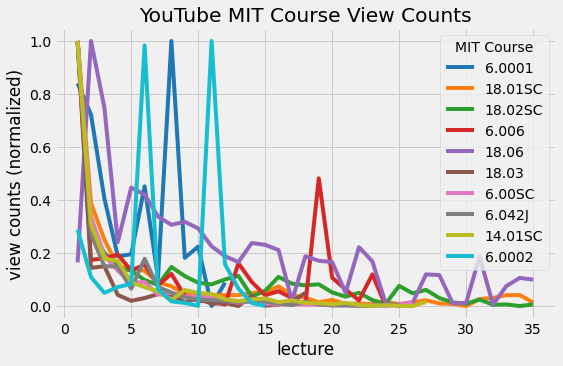 YouTube MIT Course View Counts
view counts (normalized)
1.0
0.8
0.6
0.4
0.2
0.0
MIT Course
6.0001
18.01SC
18.02SC
6.006
18.06
18.03
6.00SC
6.042J
14.01SC
6.0002
0 5 10 15 20 25 30 35
lecture